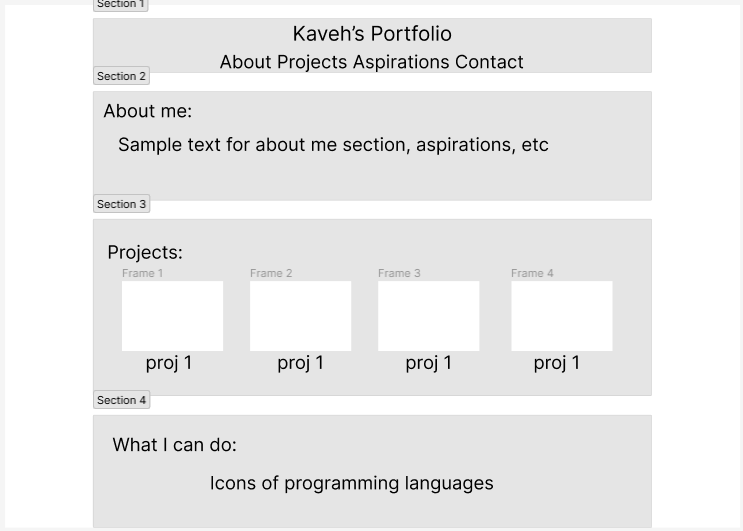 Section 1
Kaveh’s Portfolio
About Projects Aspirations Contact
Section 2
About me:
Sample text for about me section, aspirations, etc
Section 3
Projects:
Frame 1 Frame 2 Frame 3 Frame 4
proj 1 proj 1 proj 1 proj 1
Section 4
What I can do:
Icons of programming languages